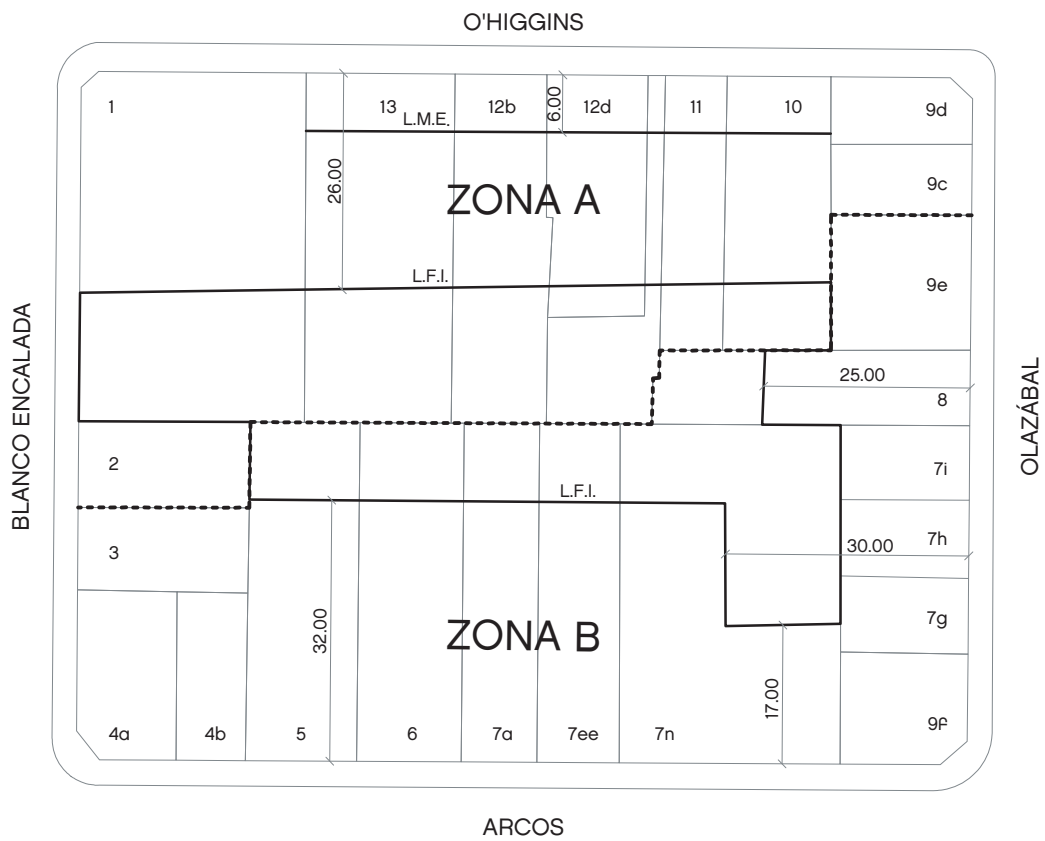 O'HIGGINS
1
13
12b
6.00
12d
11
10
9d
L.M.E.
26.00
ZONA A
9c
L.F.I.
9e
BLANCO ENCALADA
25.00
8
OLAZÁBAL
2
7i
L.F.I.
3
30.00
7h
32.00
ZONA B
7g
17.00
4a
4b
5
6
7a
7ee
7n
9f
ARCOS